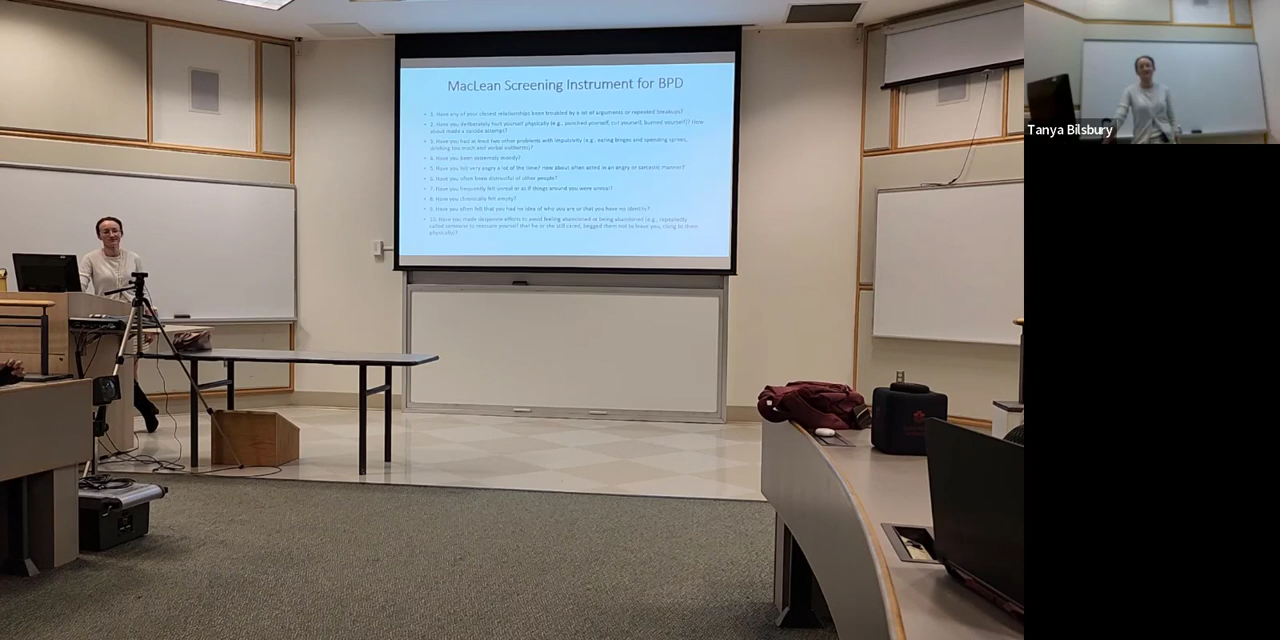 MacLean Screening Instrument for BPD
• 1. Have any of your closest relationships been troubled by a lot of arguments or repeated breakups?
• 2. Have you deliberately hurt yourself physically (e.g., punched yourself, cut yourself, burned yourself)? How
about made a suicide attempt?
• 3. Have you had at least two other problems with impulsivity (e.g., eating binges and spending sprees,
drinking too much and verbal outbursts)?
• 4. Have you been extremely moody?
• 5. Have you felt very angry a lot of the time? How about often acted in an angry or sarcastic manner?
• 6. Have you often been distrustful of other people?
• 7. Have you frequently felt unreal or as if things around you were unreal?
• 8. Have you chronically felt empty?
• 9. Have you often felt that you had no idea of who you are or that you have no identity?
• 10. Have you made desperate efforts to avoid feeling abandoned or being abandoned (e.g., repeatedly
called someone to reassure yourself that he or she still cared, begged them not to leave you, clung to them
physically)?
Tanya Bilsbury